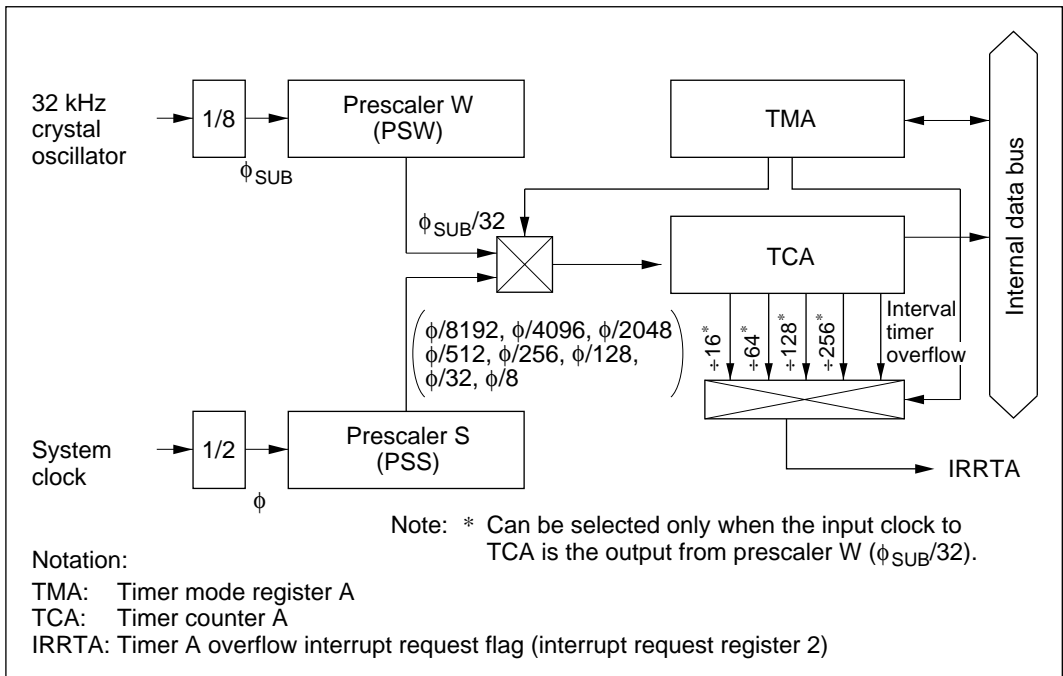 32 kHz
crystal
oscillator
1/8
ϕSUB
Prescaler W
(PSW)
TMA
Internal data bus
ϕSUB/32
TCA
ϕ/8192, ϕ/4096, ϕ/2048
ϕ/512, ϕ/256, ϕ/128,
ϕ/32, ϕ/8
÷16*
÷64*
÷128*
÷256*
Interval
timer
overflow
System
clock
1/2
ϕ
Prescaler S
(PSS)
IRRTA
Note: * Can be selected only when the input clock to
TCA is the output from prescaler W (ϕSUB/32).
Notation:
TMA: Timer mode register A
TCA: Timer counter A
IRRTA: Timer A overflow interrupt request flag (interrupt request register 2)